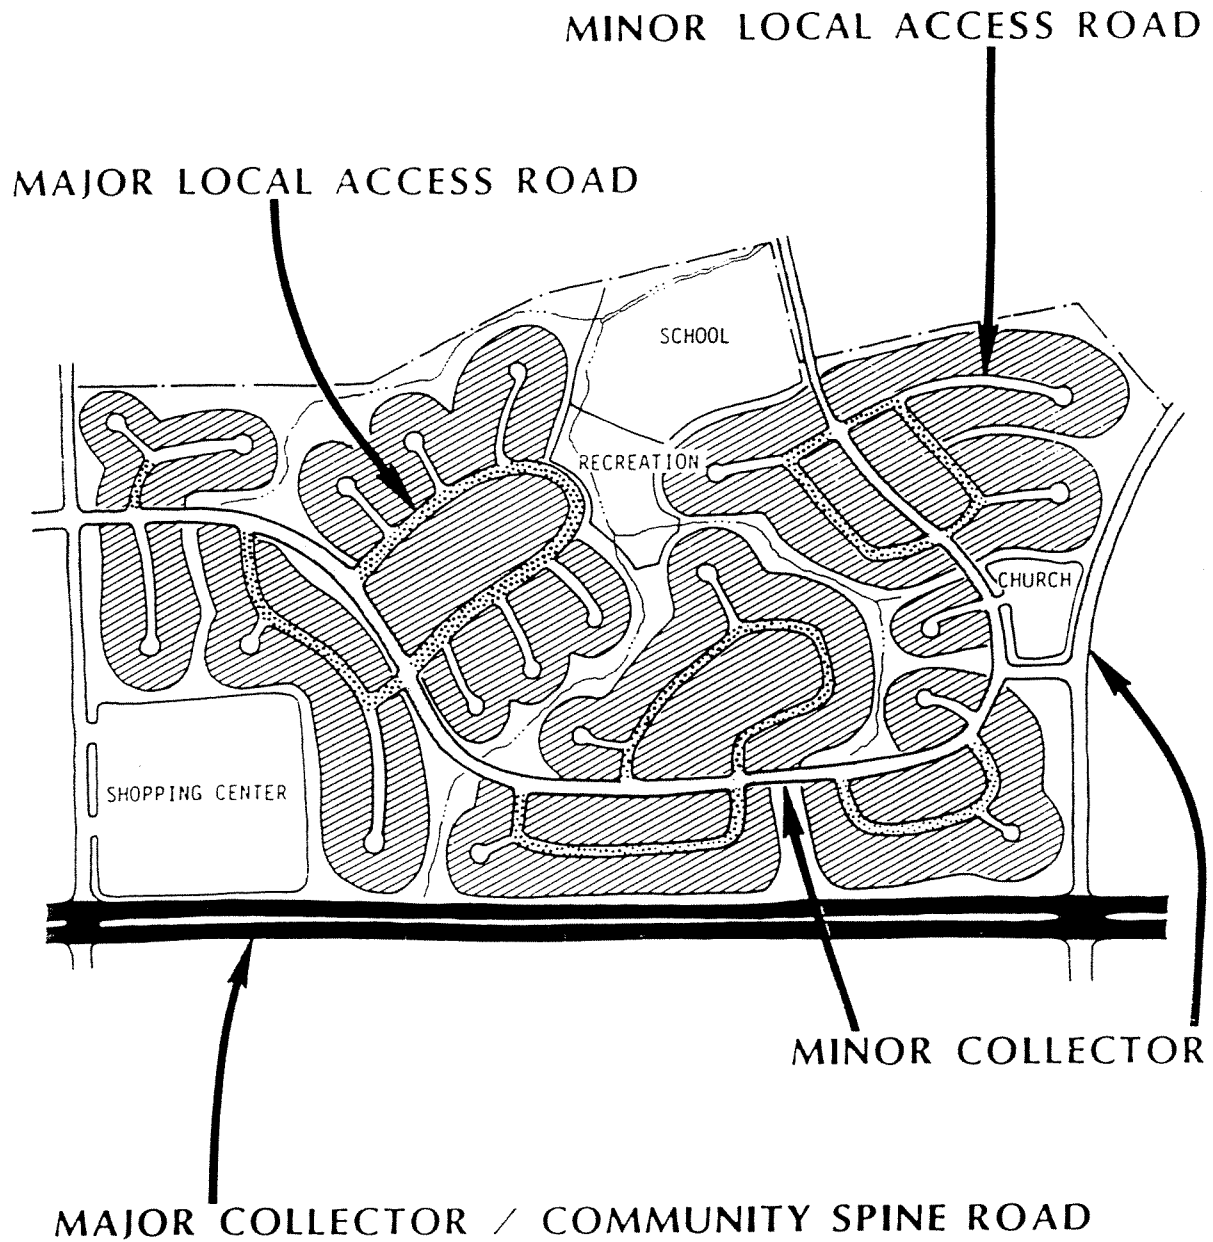 MINOR LOCAL ACCESS ROAD
MAJOR LOCAL ACCESS ROAD
SCHOOL
RECREATION
CHURCH
SHOPPING CENTER
MINOR COLLECTOR
MAJOR COLLECTOR / COMMUNITY SPINE ROAD